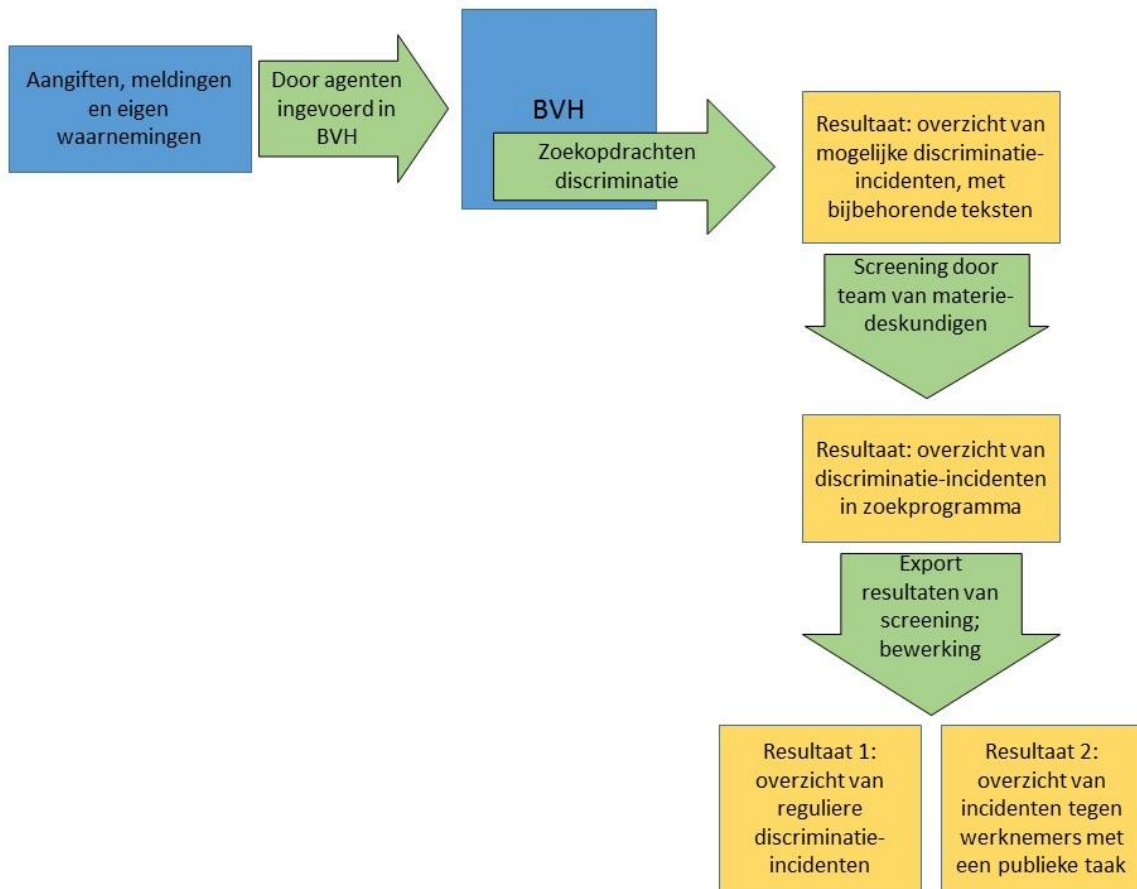 Aangiften, meldingen
en eigen
waarnemingen
Door agenten
ingevoerd in
BVH
BVH
Zoekopdrachten
discriminatie
Resultaat: overzicht van
mogelijke discriminatie-
incidenten, met
bijbehorende teksten
Screening door
team van materie-
deskundigen
Resultaat: overzicht van
discriminatie-incidenten
in zoekprogramma
Export
resultaten van
screening;
bewerking
Resultaat 1:
overzicht van
reguliere
discriminatie-
incidenten
Resultaat 2:
overzicht van
incidenten tegen
werknemers met
een publieke taak